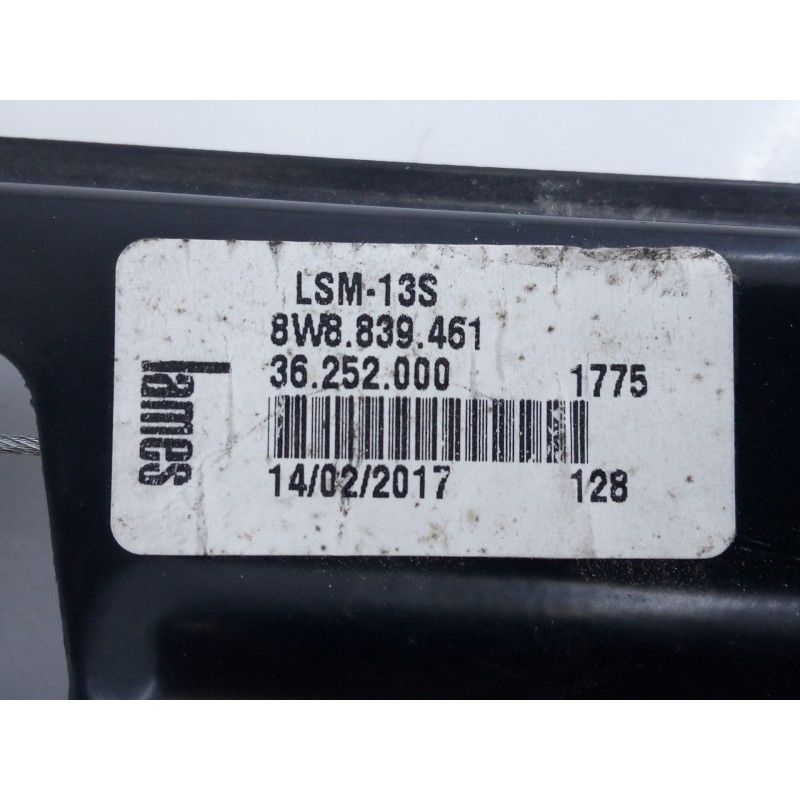 LSM-13S
8W8.839.461
36.252.000 1775
14/02/2017 128
Lames